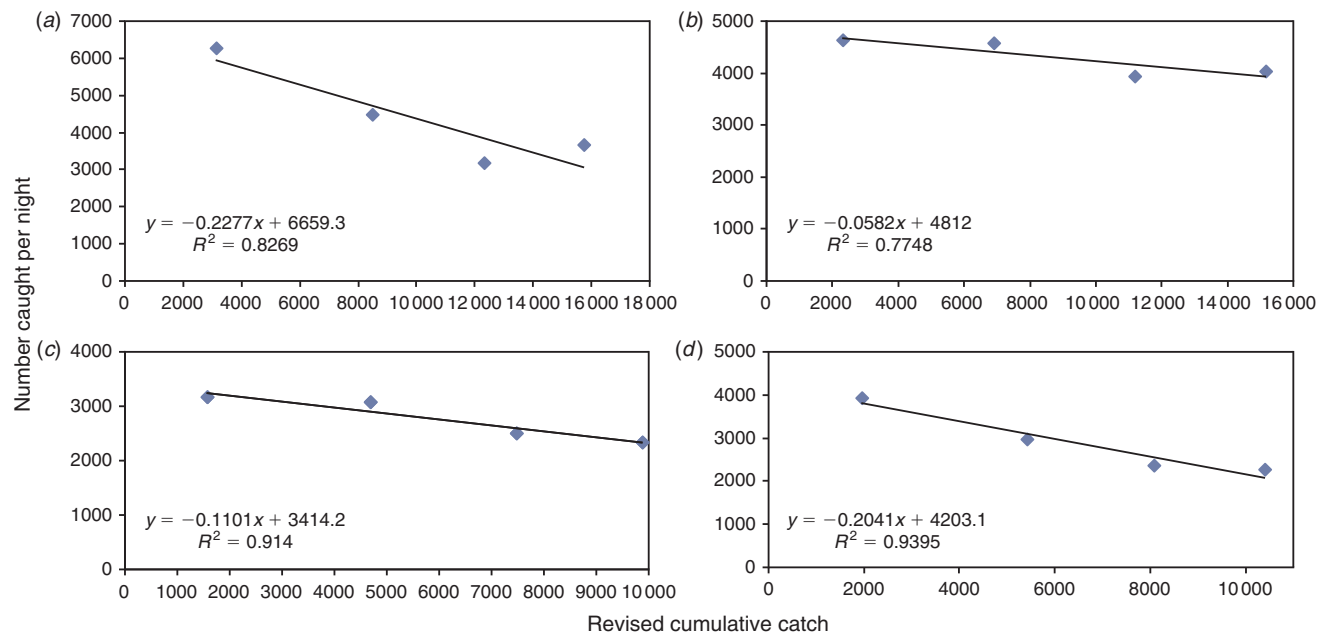 (a)
7000
6000
5000
4000
3000
2000
1000
0
y = −0.2277x + 6659.3
R² = 0.8269
0 2000 4000 6000 8000 10 000 12 000 14 000 16 000 18 000
(b)
5000
4000
3000
2000
1000
0
y = −0.0582x + 4812
R² = 0.7748
0 2000 4000 6000 8000 10 000 12 000 14 000 16 000
Number caught per night
(c)
4000
3000
2000
1000
0
y = −0.1101x + 3414.2
R² = 0.914
0 1000 2000 3000 4000 5000 6000 7000 8000 9000 10 000
(d)
5000
4000
3000
2000
1000
0
y = −0.2041x + 4203.1
R² = 0.9395
0 2000 4000 6000 8000 10 000
Revised cumulative catch